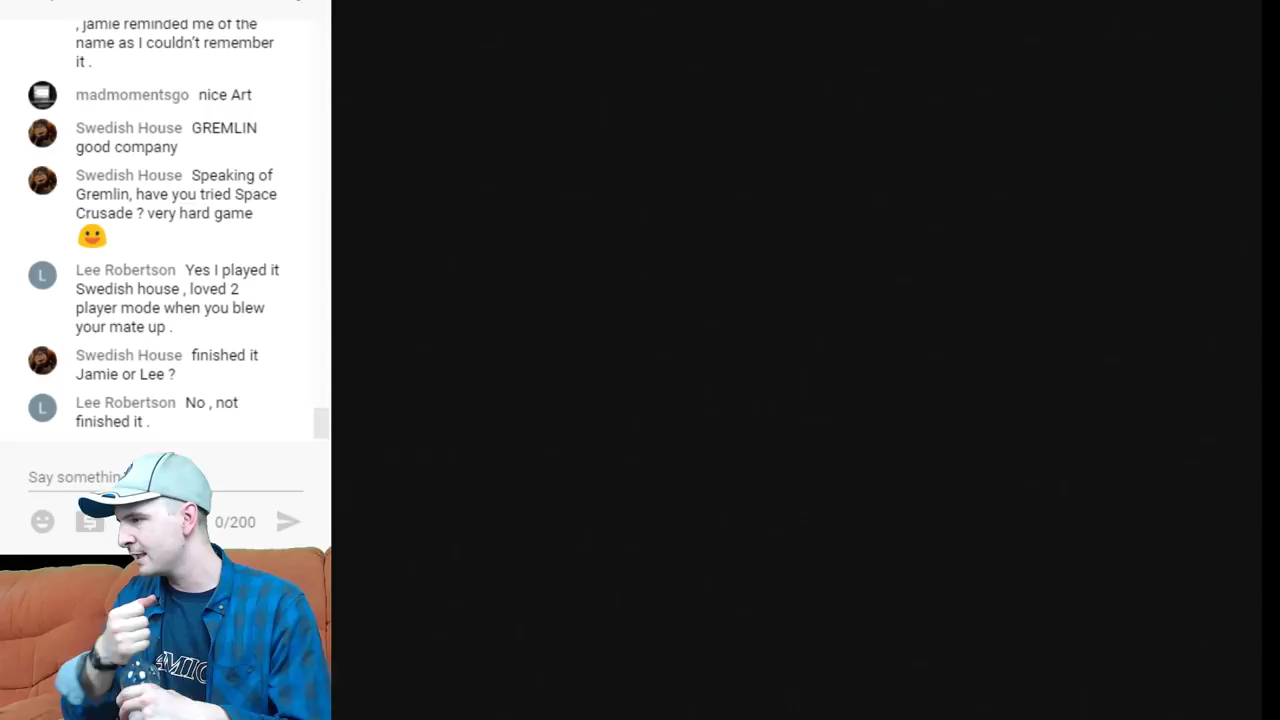 , jamie reminded me of the
name as I couldn't remember
it .
madmomentsgo nice Art
Swedish House GREMLIN
good company
Swedish House Speaking of
Gremlin, have you tried Space
Crusade ? very hard game
Lee Robertson Yes I played it
Swedish house , loved 2
player mode when you blew
your mate up .
Swedish House finished it
Jamie or Lee ?
Lee Robertson No , not
finished it .
Say somethin
0/200